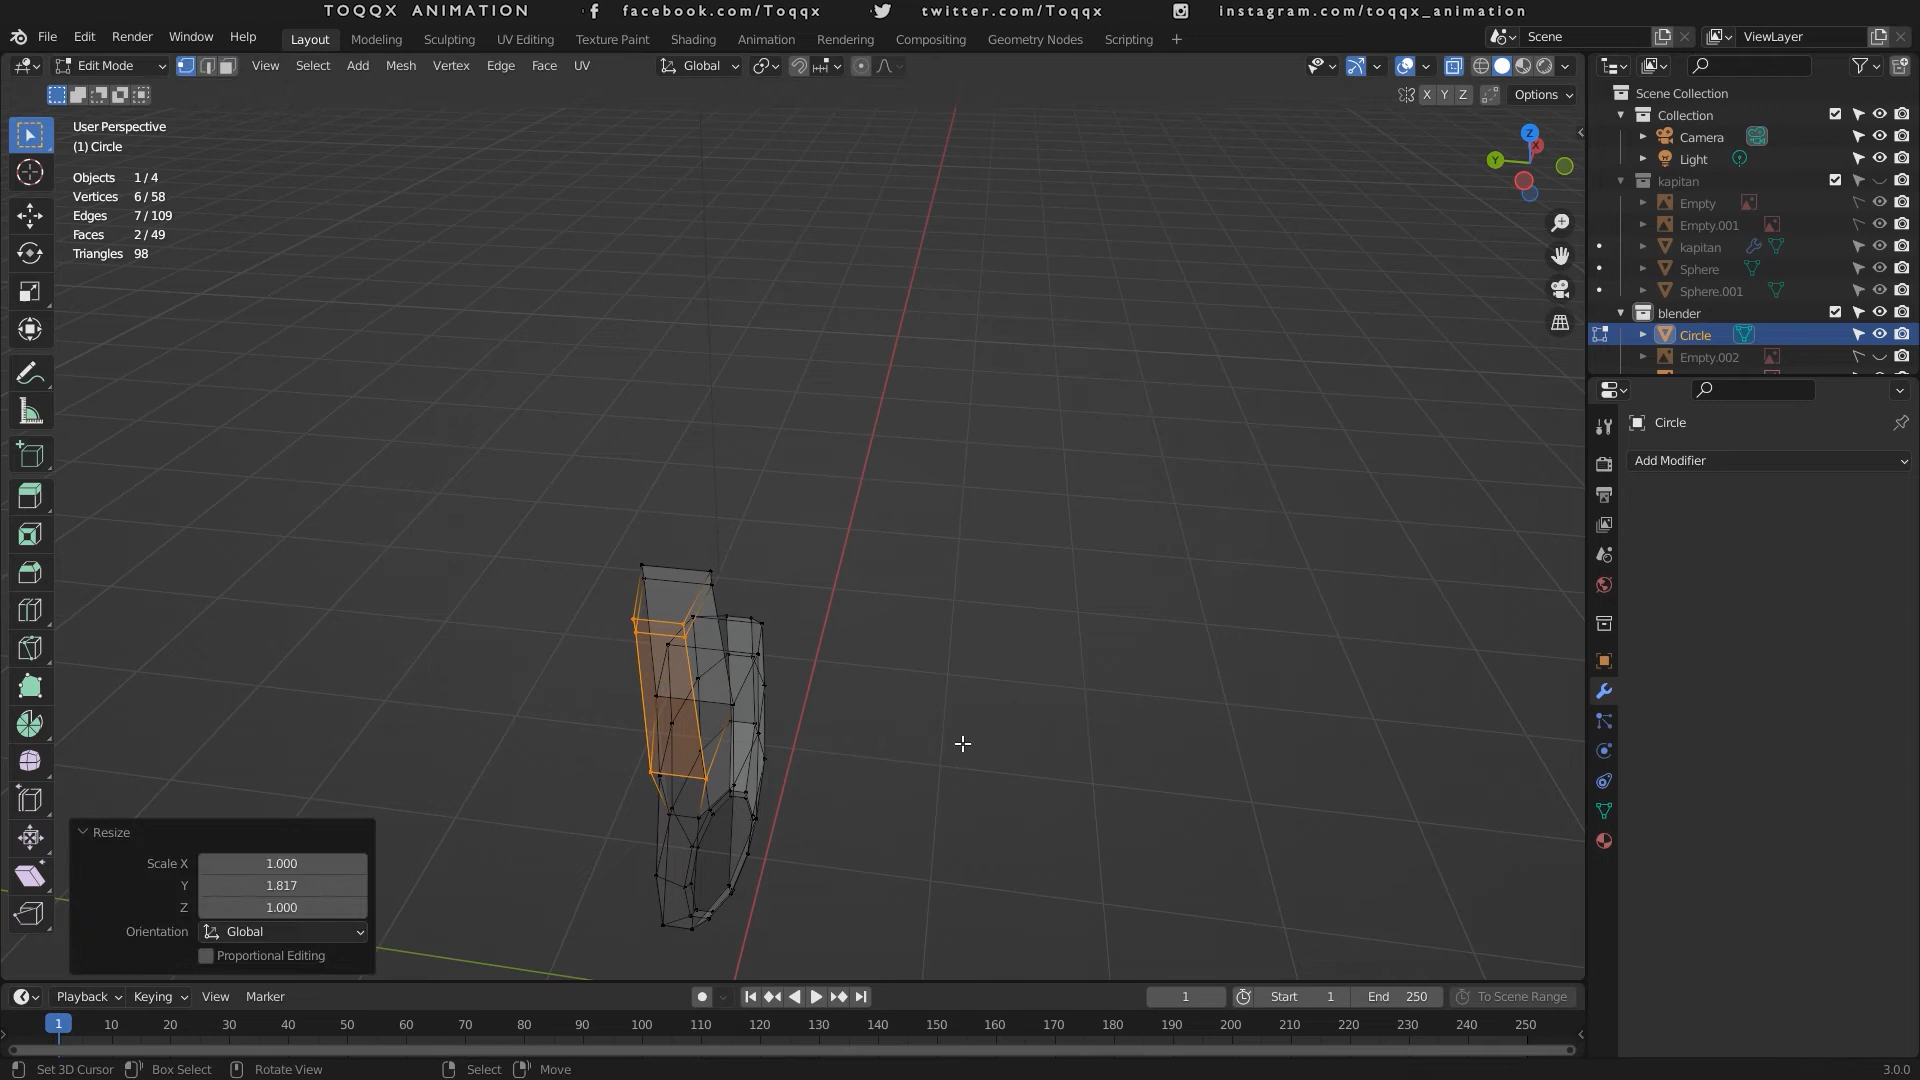 TOQQX ANIMATION facebook.com/Toqqx twitter.com/Toqqx instagram.com/toqqx_animation
File Edit Render Window Help Layout Modeling Sculpting UV Editing Texture Paint Shading Animation Rendering Compositing Geometry Nodes Scripting + Scene ViewLayer
Edit Mode View Select Add Mesh Vertex Edge Face UV Global
X Y Z Options
User Perspective
(1) Circle
Objects 1 / 4
Vertices 6 / 58
Edges 7 / 109
Faces 2 / 49
Triangles 98
Z
X
Y
Scene Collection
Collection
Camera
Light
kapitan
Empty
Empty.001
kapitan
Sphere
Sphere.001
blender
Circle
Empty.002
Circle
Add Modifier
Resize
Scale X 1.000
Y 1.817
Z 1.000
Orientation Global
Proportional Editing
Playback Keying View Marker 1 Start 1 End 250 To Scene Range
1 10 20 30 40 50 60 70 80 90 100 110 120 130 140 150 160 170 180 190 200 210 220 230 240 250
Set 3D Cursor Box Select Rotate View Select Move 3.0.0